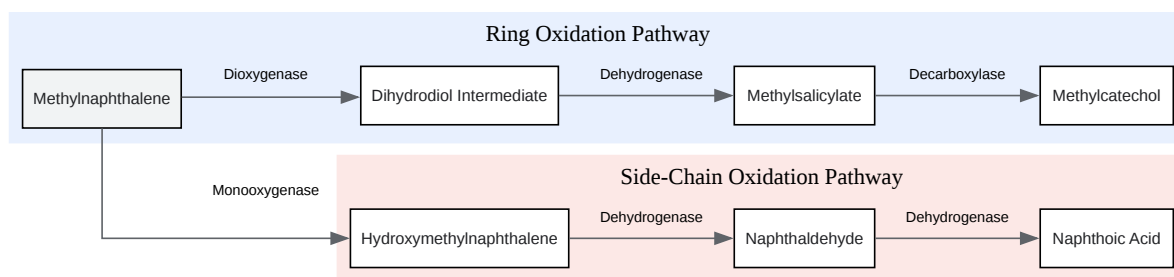 Ring Oxidation Pathway
Dioxygenase
Dehydrogenase
Decarboxylase
Methylnaphthalene
Dihydrodiol Intermediate
Methylsalicylate
Methylcatechol
Side-Chain Oxidation Pathway
Monooxygenase
Dehydrogenase
Dehydrogenase
Hydroxymethylnaphthalene
Naphthaldehyde
Naphthoic Acid